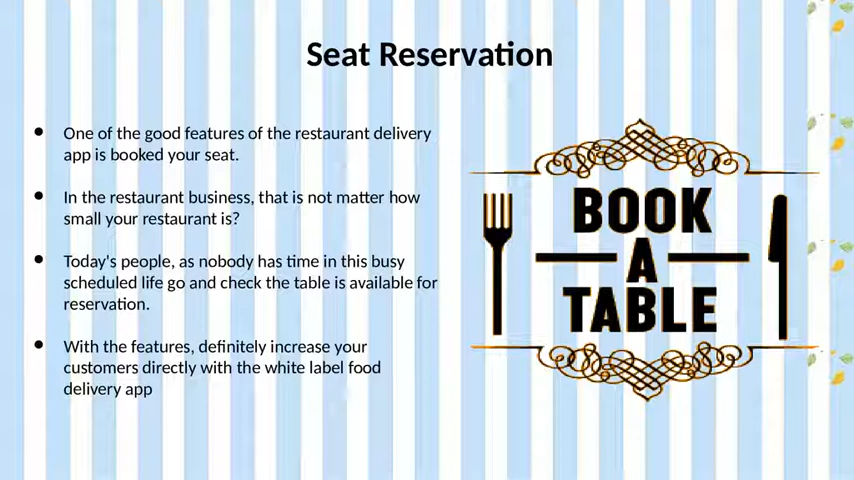 Seat Reservation
● One of the good features of the restaurant delivery
app is booked your seat.
● In the restaurant business, that is not matter how
small your restaurant is?
● Today's people, as nobody has time in this busy
scheduled life go and check the table is available for
reservation.
● With the features, definitely increase your
customers directly with the white label food
delivery app
BOOK
A
TABLE